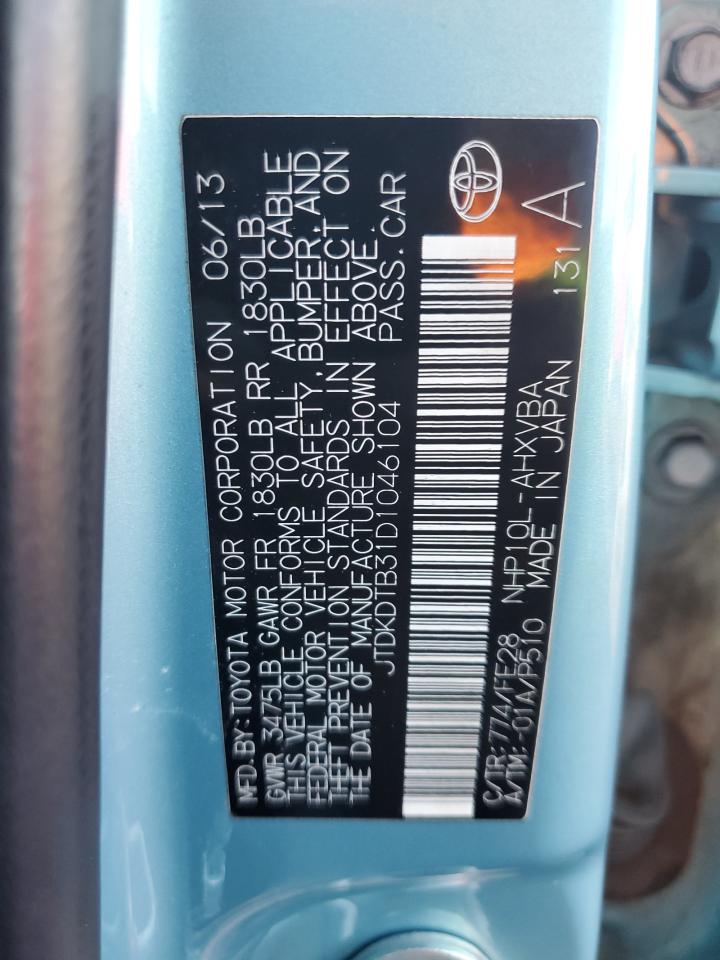 MFD.BY:TOYOTA MOTOR CORPORATION 06/13
GVWR 3475LB GAWR FR 1830LB RR 1830LB
THIS VEHICLE CONFORMS TO ALL APPLICABLE
FEDERAL MOTOR VEHICLE SAFETY,BUMPER,AND
THEFT PREVENTION STANDARDS IN EFFECT ON
THE DATE OF MANUFACTURE SHOWN ABOVE.
JTDKDTB31D1046104 PASS.CAR
C/TR:774/FE28 NHP10L-AHXVBA
A/TM:-01A/P510 MADE IN JAPAN 131 A